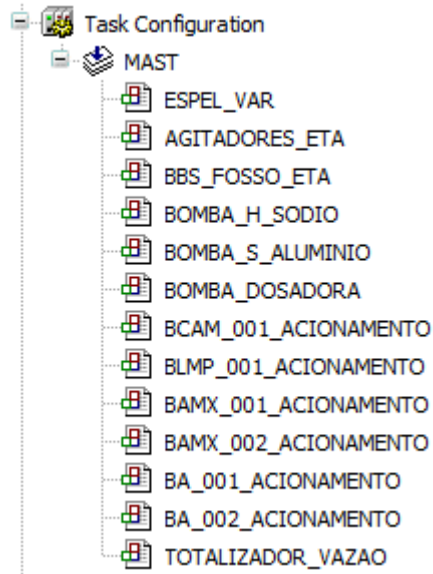 Task Configuration
MAST
ESPEL_VAR
AGITADORES_ETA
BBS_FOSSO_ETA
BOMBA_H_SODIO
BOMBA_S_ALUMINIO
BOMBA_DOSADORA
BCAM_001_ACIONAMENTO
BLMP_001_ACIONAMENTO
BAMX_001_ACIONAMENTO
BAMX_002_ACIONAMENTO
BA_001_ACIONAMENTO
BA_002_ACIONAMENTO
TOTALIZADOR_VAZAO